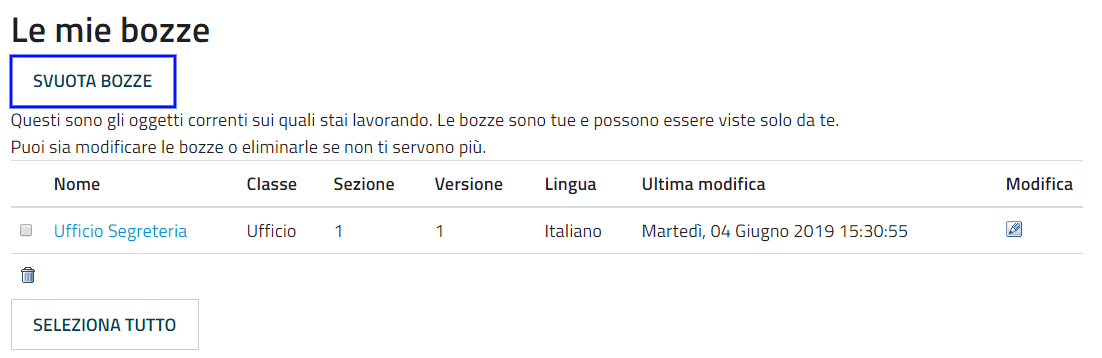 Le mie bozze
SVUOTA BOZZE
Questi sono gli oggetti correnti sui quali stai lavorando. Le bozze sono tue e possono essere viste solo da te.
Puoi sia modificare le bozze o eliminarle se non ti servono più.
Nome Classe Sezione Versione Lingua Ultima modifica Modifica
Ufficio Segreteria Ufficio 1 1 Italiano Martedì, 04 Giugno 2019 15:30:55
SELEZIONA TUTTO